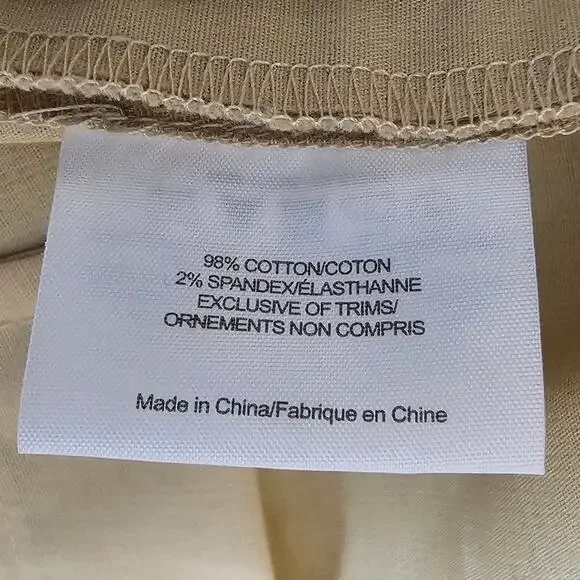 98% COTTON/COTON
2% SPANDEX/ÉLASTHANNE
EXCLUSIVE OF TRIMS/
ORNEMENTS NON COMPRIS
Made in China/Fabrique en Chine